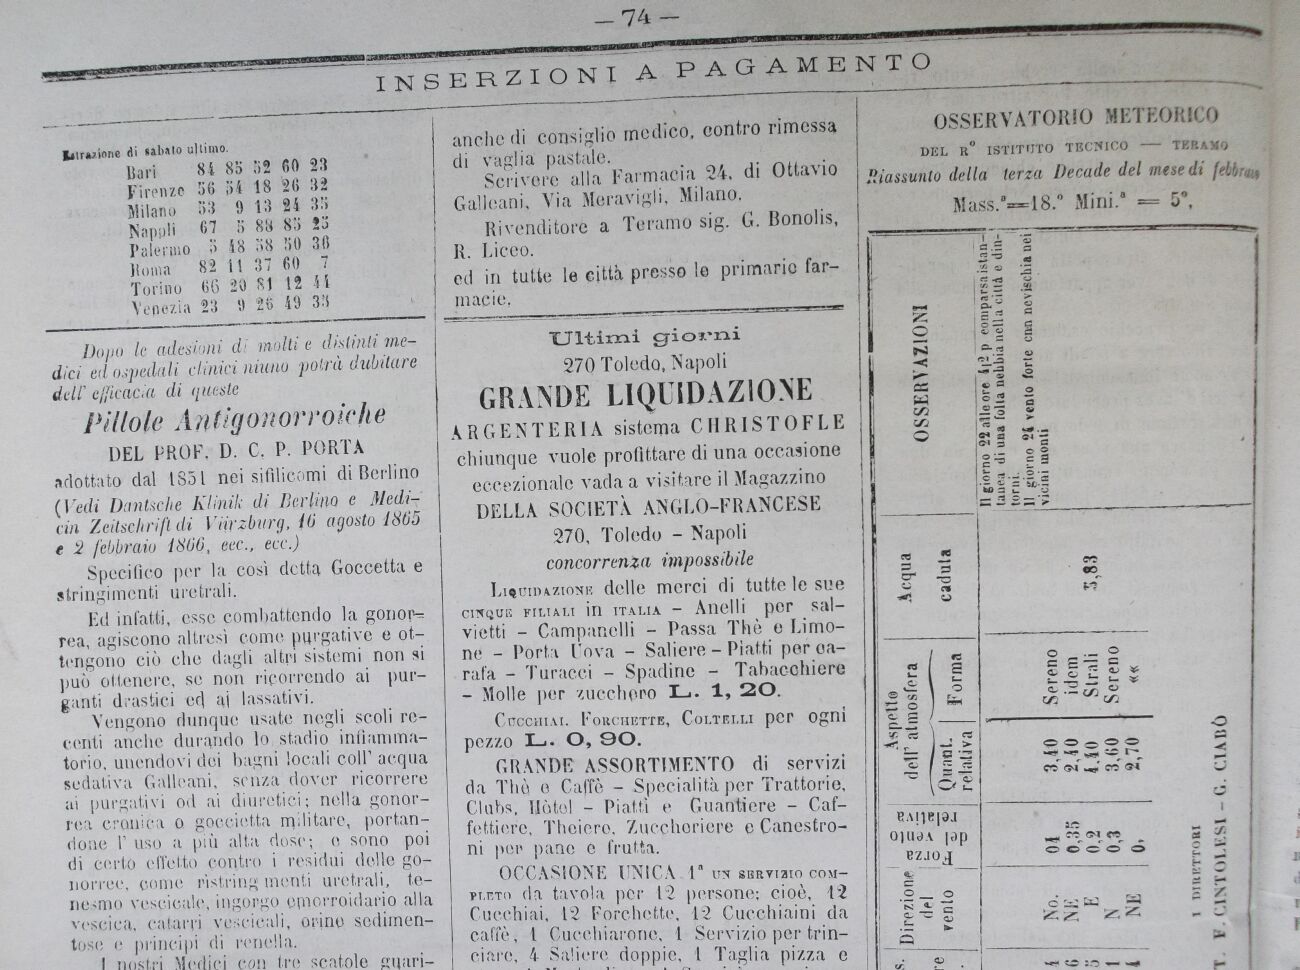 — 74 —
INSERZIONI A PAGAMENTO
Estrazione di sabato ultimo.
Bari 84 85 52 60 23
Firenze 56 54 18 26 32
Milano 53 9 13 24 35
Napoli 67 5 88 85 25
Palermo 5 48 58 50 36
Roma 82 11 37 60 7
Torino 66 20 81 12 44
Venezia 23 9 26 49 33
Dopo le adesioni di molti e distinti me-
dici ed ospedali clinici niuno potrà dubitare
dell' efficacia di queste
Pillole Antigonorroiche
DEL PROF. D. C. P. PORTA
adottato dal 1851 nei sifilicomi di Berlino
(Vedi Dantsche Klinik di Berlino e Medi-
cin Zeitschrift di Vürzburg, 16 agosto 1865
e 2 febbraio 1866, ecc., ecc.)
Specifico per la così detta Goccetta e
stringimenti uretrali.
Ed infatti, esse combattendo la gonor-
rea, agiscono altresì come purgative e ot-
tengono ciò che dagli altri sistemi non si
può ottenere, se non ricorrendo ai pur-
ganti drastici ed ai lassativi.
Vengono dunque usate negli scoli re-
centi anche durando lo stadio infiamma-
torio, unendovi dei bagni locali coll' acqua
sedativa Galleani, senza dover ricorrere
ai purgativi od ai diuretici; nella gonor-
rea cronica o goccietta militare, portan-
done l' uso a più alta dose; e sono poi
di certo effetto contro i residui delle go-
norree, come ristring menti uretrali, te-
nesmo vescicale, ingorgo emorroidario alla
vescica, catarri vescicali, orine sedimen-
tose e principi di renella.
I nostri Medici con tre scatole guari-
anche di consiglio medico, contro rimessa
di vaglia pastale.
Scrivere alla Farmacia 24, di Ottavio
Galleani, Via Meravigli, Milano.
Rivenditore a Teramo sig. G. Bonolis,
R. Liceo.
ed in tutte le città presso le primarie far-
macie.
Ultimi giorni
270 Toledo, Napoli
GRANDE LIQUIDAZIONE
ARGENTERIA sistema CHRISTOFLE
chiunque vuole profittare di una occasione
eccezionale vada a visitare il Magazzino
DELLA SOCIETÀ ANGLO-FRANCESE
270, Toledo – Napoli
concorrenza impossibile
LIQUIDAZIONE delle merci di tutte le sue
CINQUE FILIALI in ITALIA – Anelli per sal-
vietti – Campanelli – Passa Thè e Limo-
ne – Porta Uova – Saliere – Piatti per ca-
rafa – Turacci – Spadine – Tabacchiere
– Molle per zucchero L. 1, 20.
CUCCHIAI, FORCHETTE, COLTELLI per ogni
pezzo L. 0, 90.
GRANDE ASSORTIMENTO di servizi
da Thè e Caffè – Specialità per Trattorie,
Clubs, Hòtel – Piatti e Guantiere – Caf-
fettiere, Theiere, Zuccheriere e Canestro-
ni per pane e frutta.
OCCASIONE UNICA 1ª UN SERVIZIO COM-
PLETO da tavola per 12 persone; cioè, 12
Cucchiai, 12 Forchette, 12 Cucchiaini da
caffè, 1 Cucchiarone, 1 Servizio per trin-
ciare, 4 Saliere doppie, 1 Taglia pizza e
OSSERVATORIO METEORICO
DEL Rº ISTITUTO TECNICO — TERAMO
Riassunto della terza Decade del mese di febbraio
Mass.ª=18.º Mini.ª = 5º,
OSSERVAZIONI
Il giorno 22 alle ore 4 1|2 p comparsa istan-
tanea di una folta nebbia nella città e din-
torni.
Il giorno 24 vento forte con nevischia nei
vicini monti
Acqua
caduta
5,83
Aspetto
dell' atmosfera
Forma
Sereno
idem
Strali
Sereno
««
Quant.
relativa
3,40
2,40
4,40
3,60
2,70
Forza
del vento
relativa
04
0,35
0,2
0,3
0,
Direzione
del
vento
No.
NE
E
N
NE
I DIRETTORI
T. F. CINTOLESI - G. CIABÒ